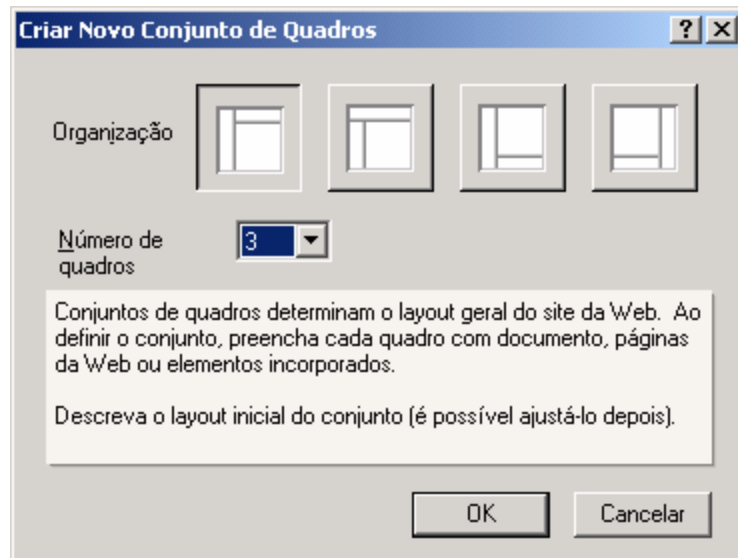 Criar Novo Conjunto de Quadros
Organização
Número de
quadros
3
Conjuntos de quadros determinam o layout geral do site da Web. Ao
definir o conjunto, preencha cada quadro com documento, páginas
da Web ou elementos incorporados.
Descreva o layout inicial do conjunto (é possível ajustá-lo depois).
OK
Cancelar